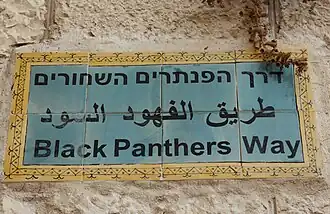 דרך הפנתרים השחורים
طريق الفهود السود
Black Panthers Way